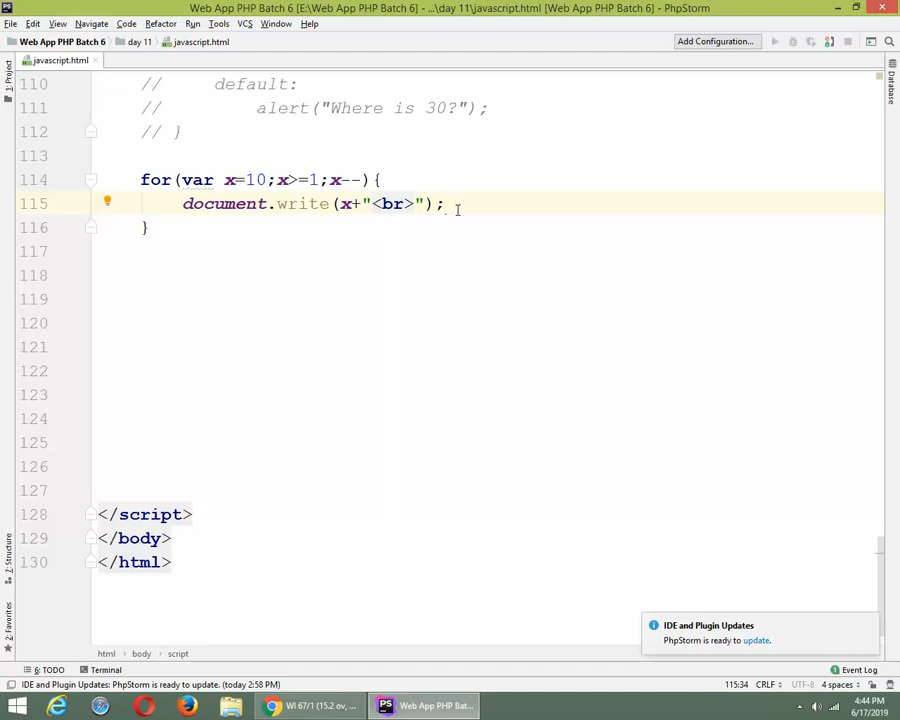 Web App PHP Batch 6 [E:\Web App PHP Batch 6] - ...\day 11\javascript.html [Web App PHP Batch 6] - PhpStorm
File Edit View Navigate Code Refactor Run Tools VCS Window Help
Web App PHP Batch 6 day 11 javascript.html Add Configuration...
javascript.html
1: Project
Database
110 // default:
111 // alert("Where is 30?");
112 // }
113
114 for(var x=10;x>=1;x--){
115 document.write(x+"<br>");
116 }
117
118
119
120
121
122
123
124
125
126
127
128 </script>
129 </body>
130 </html>
7: Structure
2: Favorites
IDE and Plugin Updates
PhpStorm is ready to update.
html body script
6: TODO Terminal Event Log
IDE and Plugin Updates: PhpStorm is ready to update. (today 2:58 PM) 115:34 CRLF UTF-8 4 spaces
WI 67/1 (15.2 ov, ... Web App PHP Bat...
4:44 PM
6/17/2019